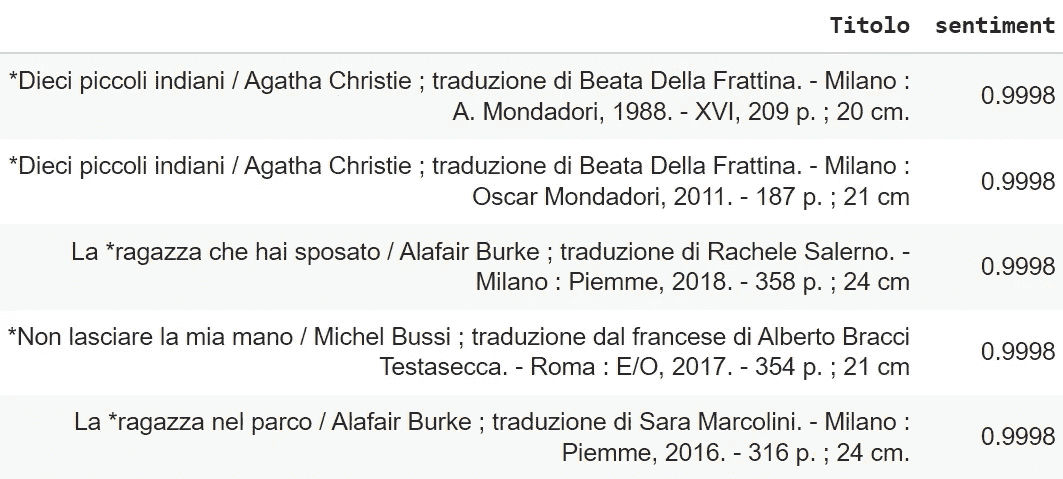 Titolo sentiment
*Dieci piccoli indiani / Agatha Christie ; traduzione di Beata Della Frattina. - Milano :
A. Mondadori, 1988. - XVI, 209 p. ; 20 cm.
0.9998
*Dieci piccoli indiani / Agatha Christie ; traduzione di Beata Della Frattina. - Milano :
Oscar Mondadori, 2011. - 187 p. ; 21 cm
0.9998
La *ragazza che hai sposato / Alafair Burke ; traduzione di Rachele Salerno. -
Milano : Piemme, 2018. - 358 p. ; 24 cm
0.9998
*Non lasciare la mia mano / Michel Bussi ; traduzione dal francese di Alberto Bracci
Testasecca. - Roma : E/O, 2017. - 354 p. ; 21 cm
0.9998
La *ragazza nel parco / Alafair Burke ; traduzione di Sara Marcolini. - Milano :
Piemme, 2016. - 316 p. ; 24 cm.
0.9998